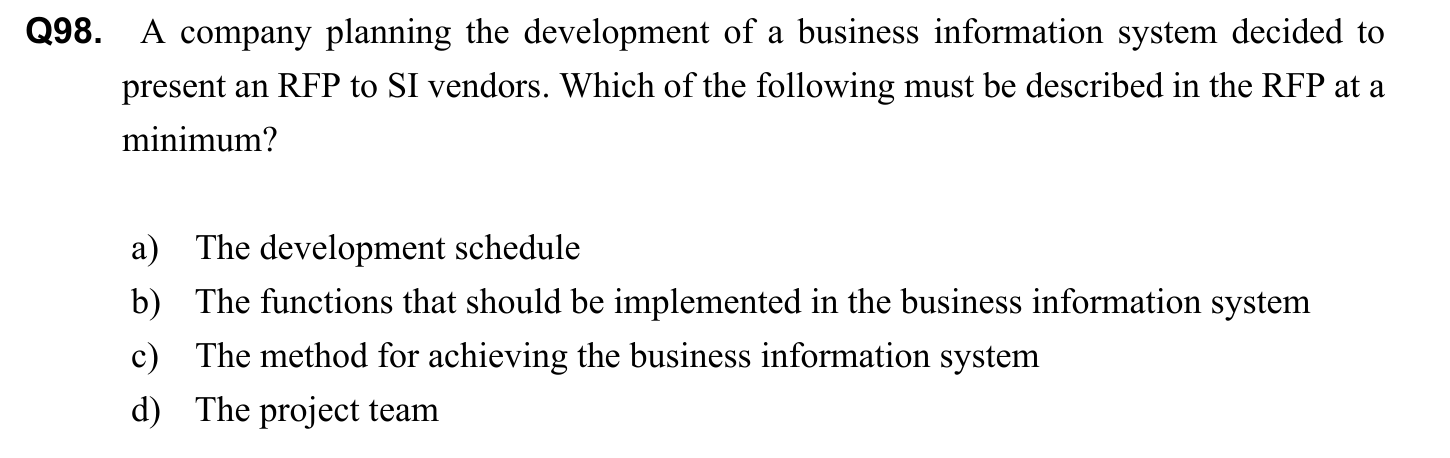 Q98. A company planning the development of a business information system decided to
present an RFP to SI vendors. Which of the following must be described in the RFP at a
minimum?
a) The development schedule
b) The functions that should be implemented in the business information system
c) The method for achieving the business information system
d) The project team